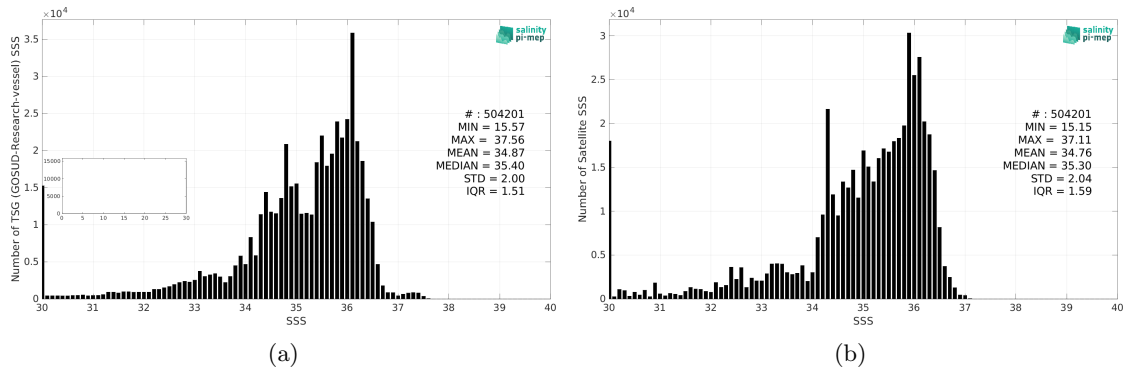 ×10⁴
Number of TSG (GOSUD-Research-vessel) SSS
3.5
3
2.5
2
1.5
1
0.5
0
30 31 32 33 34 35 36 37 38 39 40
SSS
15000
10000
5000
0
0 5 10 15 20 25 30
salinity
pi-mep
# : 504201
MIN = 15.57
MAX = 37.56
MEAN = 34.87
MEDIAN = 35.40
STD = 2.00
IQR = 1.51
(a)
×10⁴
Number of Satellite SSS
3
2.5
2
1.5
1
0.5
0
30 31 32 33 34 35 36 37 38 39 40
SSS
salinity
pi-mep
# : 504201
MIN = 15.15
MAX = 37.11
MEAN = 34.76
MEDIAN = 35.30
STD = 2.04
IQR = 1.59
(b)